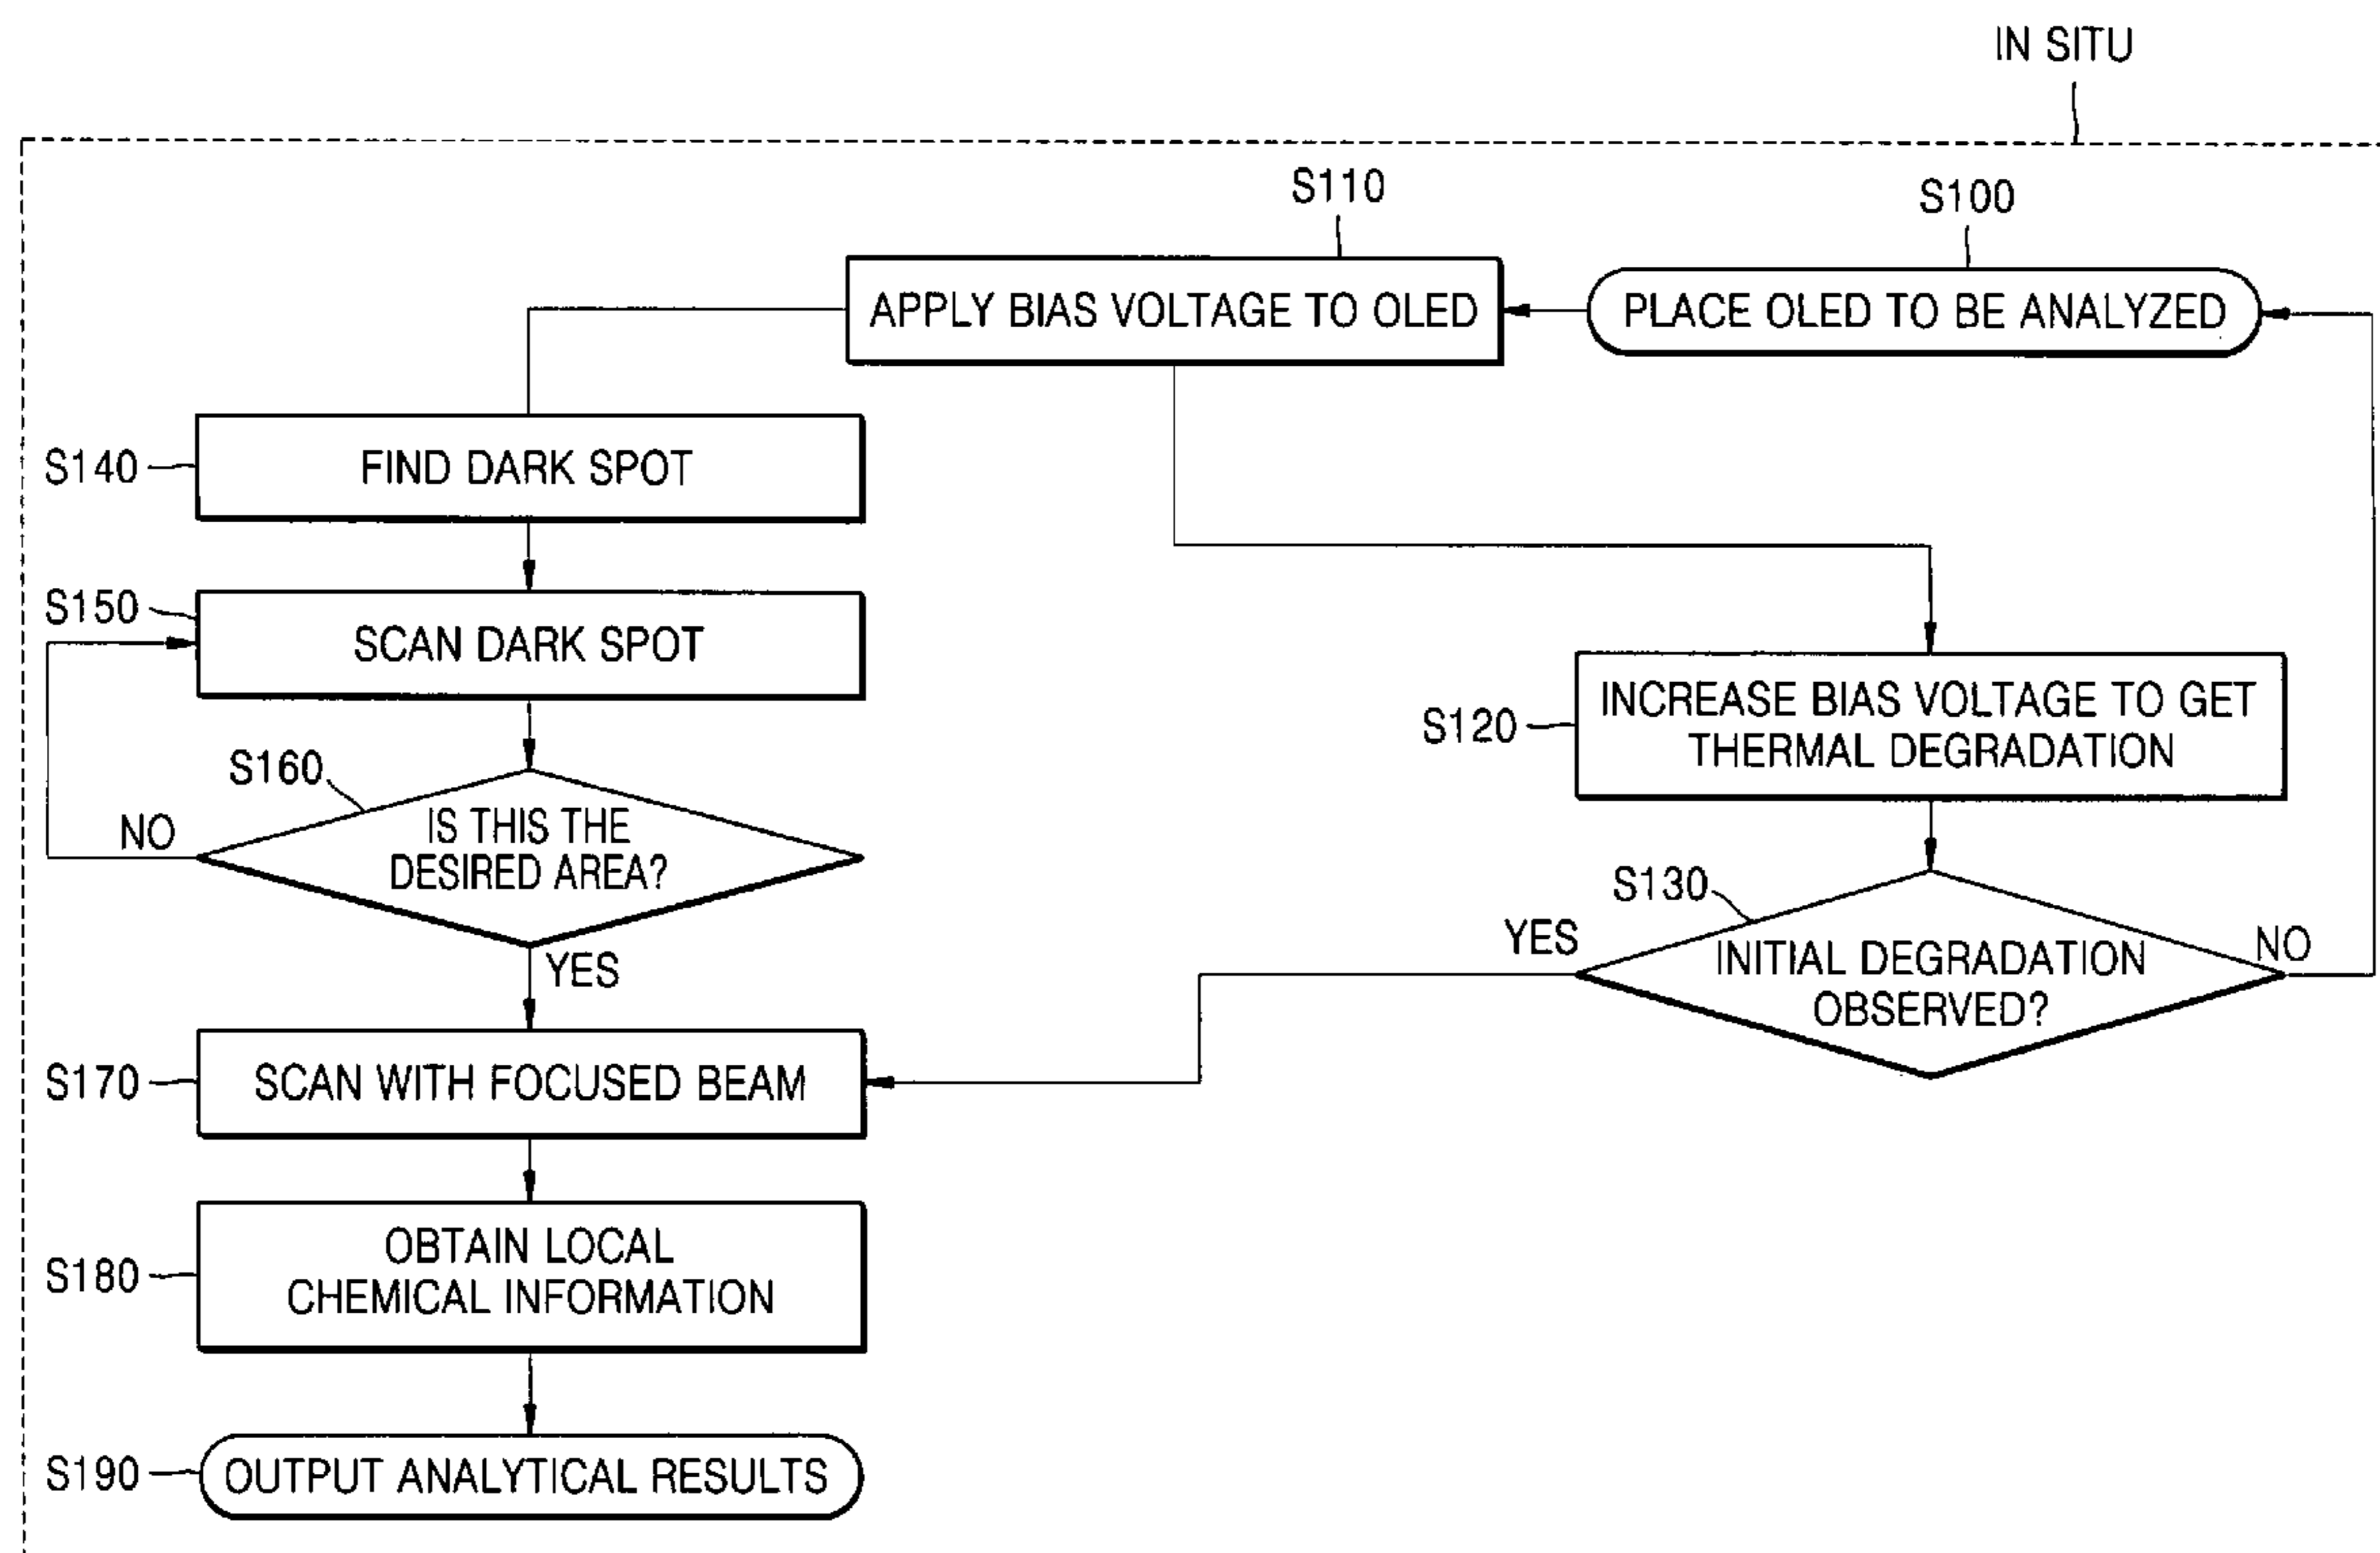 IN SITU
S110
S100
APPLY BIAS VOLTAGE TO OLED
PLACE OLED TO BE ANALYZED
S140
FIND DARK SPOT
S150
SCAN DARK SPOT
S120
INCREASE BIAS VOLTAGE TO GET
THERMAL DEGRADATION
S160
NO
IS THIS THE
DESIRED AREA?
YES
S130
YES
INITIAL DEGRADATION
OBSERVED?
NO
S170
SCAN WITH FOCUSED BEAM
S180
OBTAIN LOCAL
CHEMICAL INFORMATION
S190
OUTPUT ANALYTICAL RESULTS